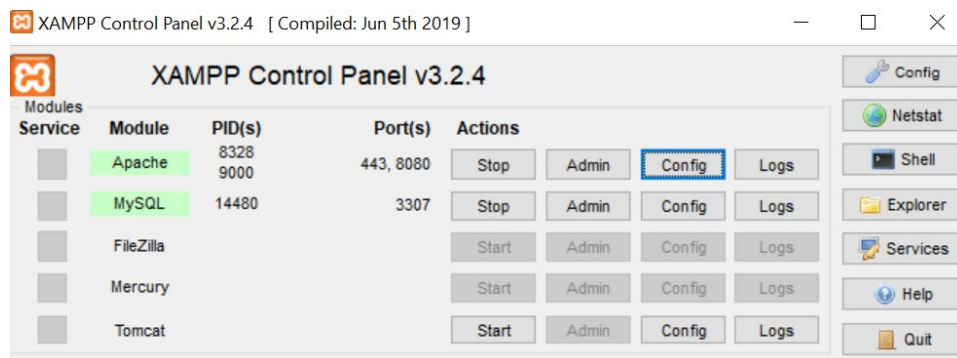 XAMPP Control Panel v3.2.4 [ Compiled: Jun 5th 2019 ]
XAMPP Control Panel v3.2.4
Config
Modules
Service Module PID(s) Port(s) Actions
Netstat
Apache 8328 9000 443, 8080 Stop Admin Config Logs
Shell
MySQL 14480 3307 Stop Admin Config Logs
Explorer
FileZilla Start Admin Config Logs
Services
Mercury Start Admin Config Logs
Help
Tomcat Start Admin Config Logs
Quit